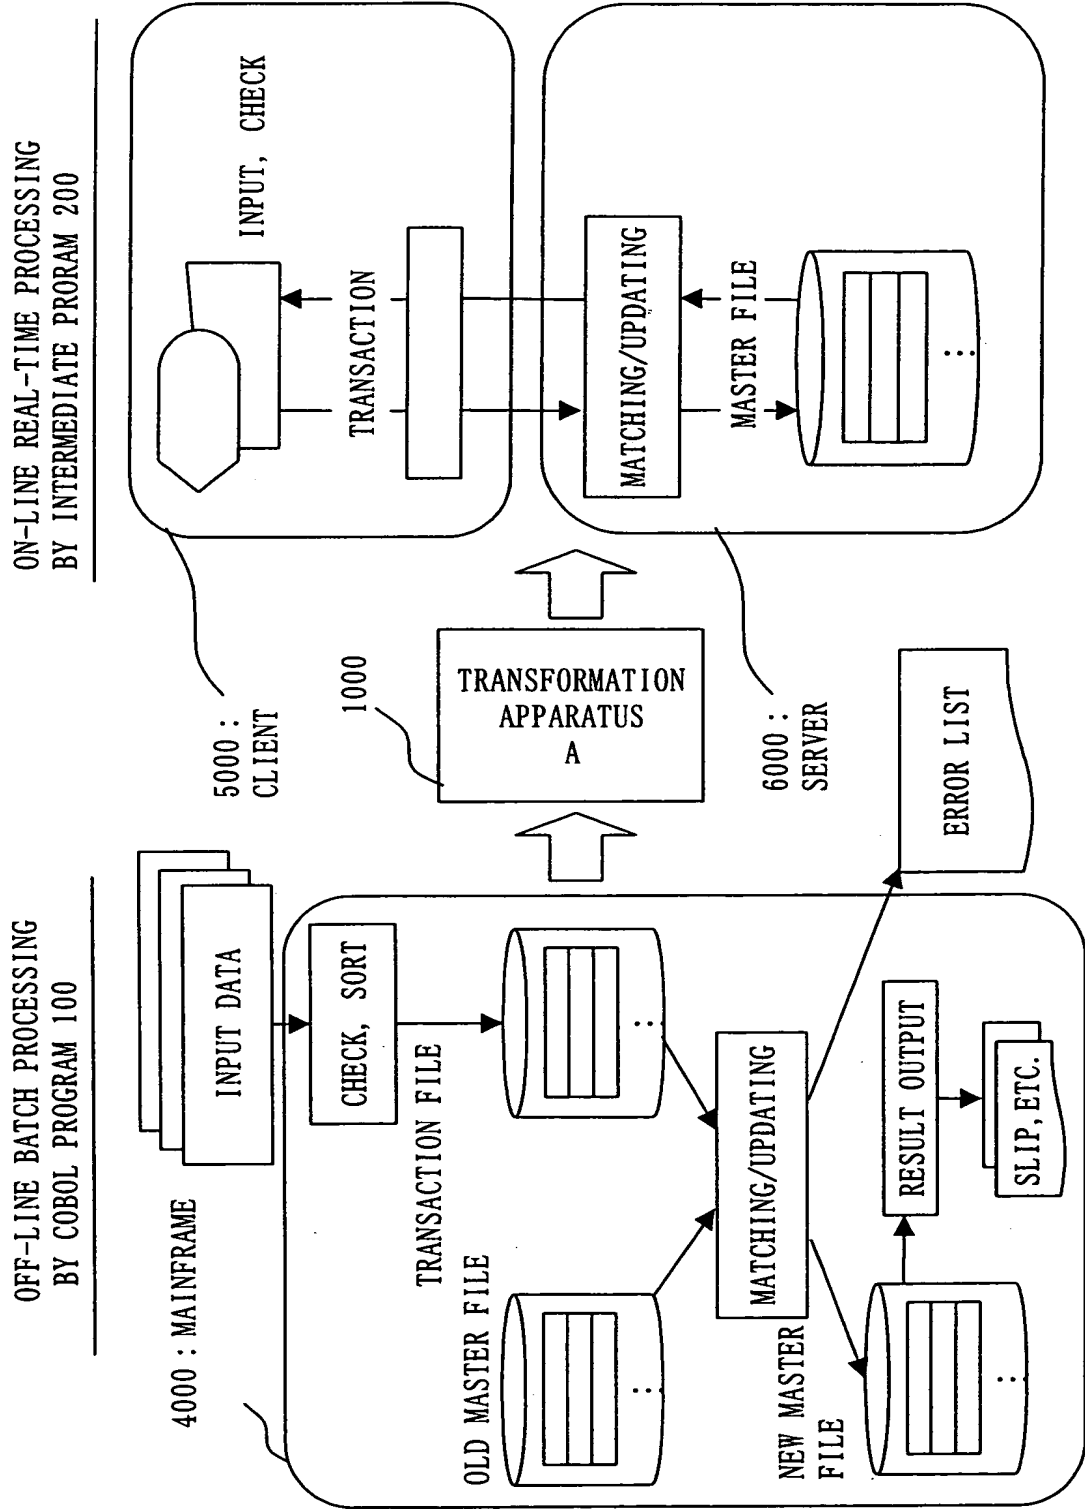 OFF-LINE BATCH PROCESSING
BY COBOL PROGRAM 100
4000 : MAINFRAME
INPUT DATA
CHECK, SORT
TRANSACTION FILE
OLD MASTER FILE
MATCHING/UPDATING
NEW MASTER
FILE
RESULT OUTPUT
SLIP, ETC.
ERROR LIST
1000
TRANSFORMATION
APPARATUS
A
ON-LINE REAL-TIME PROCESSING
BY INTERMEDIATE PRORAM 200
5000 :
CLIENT
INPUT, CHECK
TRANSACTION
6000 :
SERVER
MATCHING/UPDATING
MASTER FILE